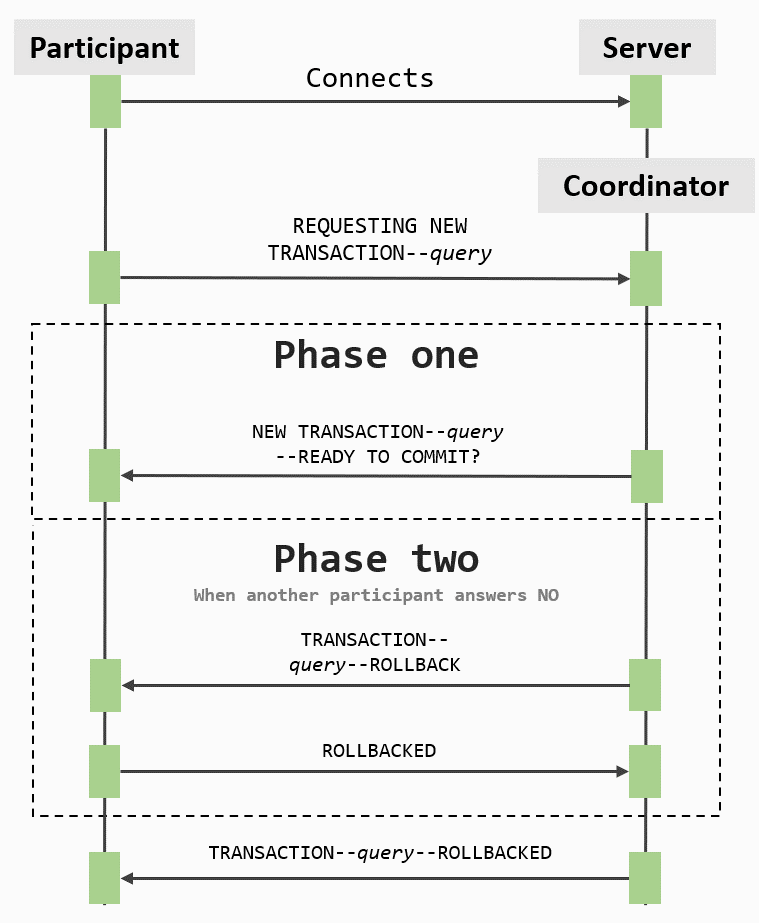 Participant
Server
Connects
Coordinator
REQUESTING NEW
TRANSACTION--query
Phase one
NEW TRANSACTION--query
--READY TO COMMIT?
Phase two
When another participant answers NO
TRANSACTION--
query--ROLLBACK
ROLLBACKED
TRANSACTION--query--ROLLBACKED